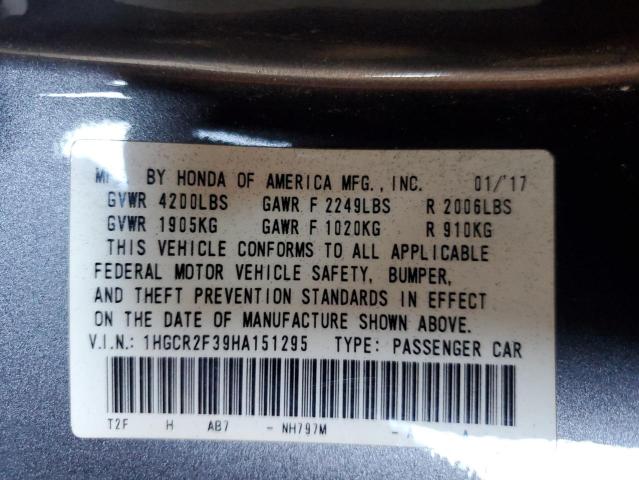 BY HONDA OF AMERICA MFG., INC. 01/'17
GVWR 4200LBS GAWR F 2249LBS R 2006LBS
GVWR 1905KG GAWR F 1020KG R 910KG
THIS VEHICLE CONFORMS TO ALL APPLICABLE
FEDERAL MOTOR VEHICLE SAFETY, BUMPER,
AND THEFT PREVENTION STANDARDS IN EFFECT
ON THE DATE OF MANUFACTURE SHOWN ABOVE.
V.I.N.: 1HGCR2F39HA151295 TYPE: PASSENGER CAR
T2F H AB7 - NH797M - A